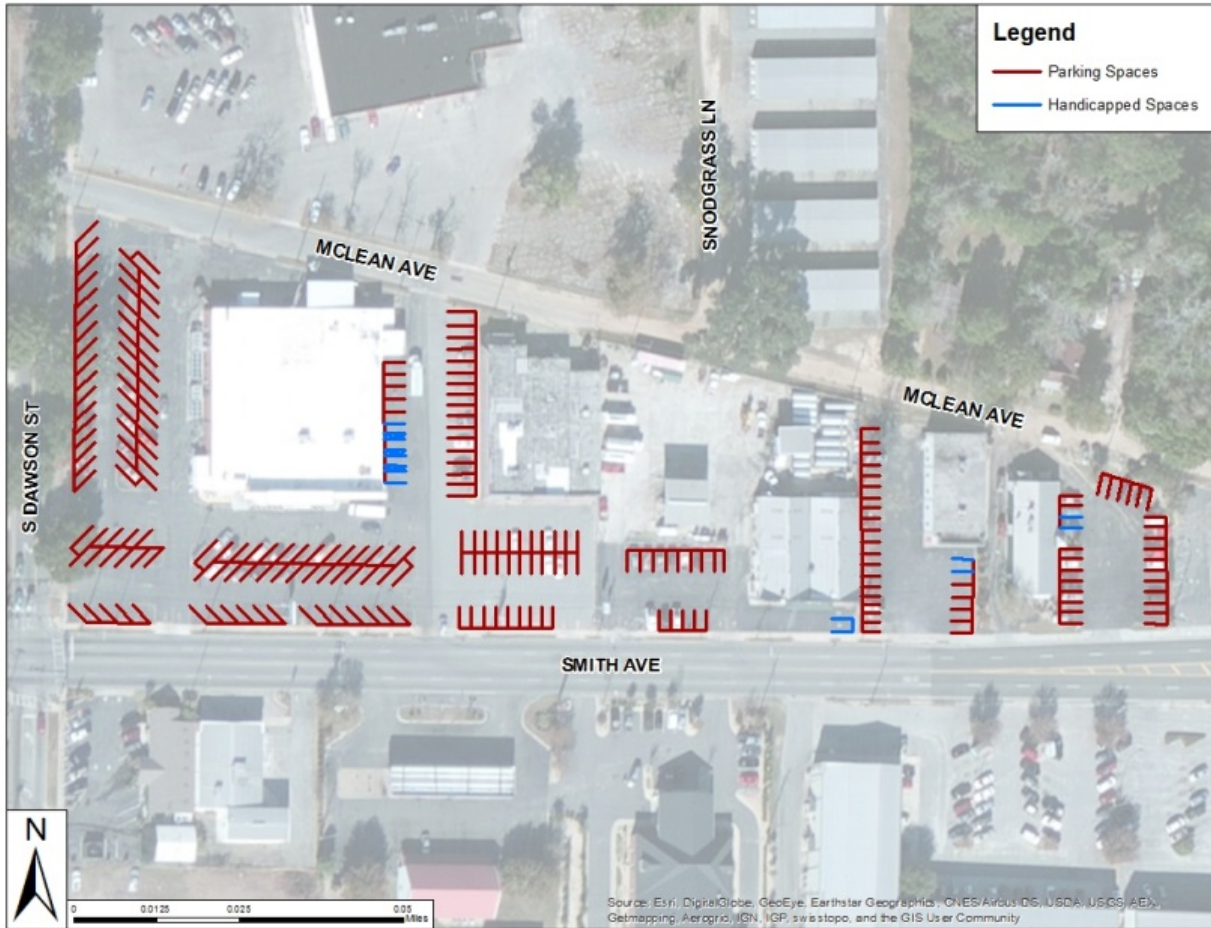 Legend
Parking Spaces
Handicapped Spaces
SNODGRASS LN
MCLEAN AVE
MCLEAN AVE
S DAWSON ST
SMITH AVE
N
0 0.0125 0.025 0.05
Miles
Source: Esri, DigitalGlobe, GeoEye, Earthstar Geographics, CNES/Airbus DS, USDA, USGS, AEX,
Getmapping, Aerogrid, IGN, IGP, swisstopo, and the GIS User Community